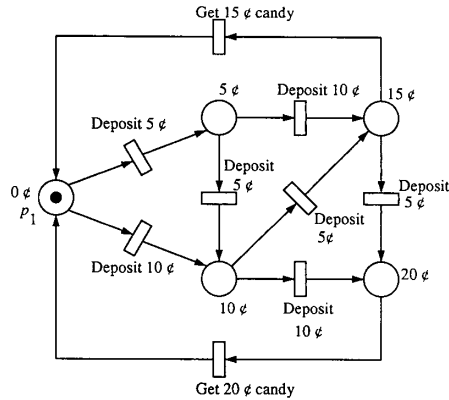 Get 15 ¢ candy
5 ¢
Deposit 10 ¢
15 ¢
Deposit 5 ¢
Deposit
5 ¢
Deposit
5 ¢
0 ¢
p1
Deposit
5¢
Deposit 10 ¢
20 ¢
10 ¢
Deposit
10 ¢
Get 20 ¢ candy